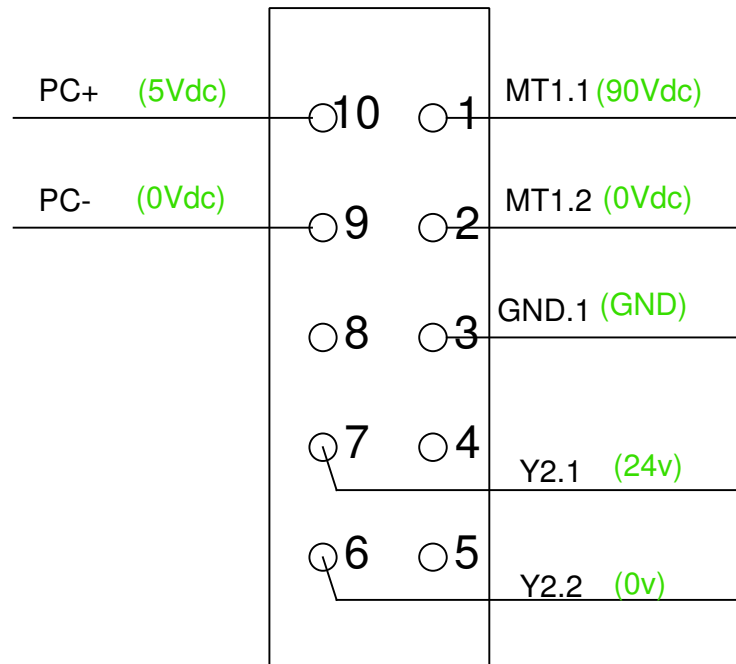 PC+ (5Vdc) 10 1 MT1.1 (90Vdc)
PC- (0Vdc) 9 2 MT1.2 (0Vdc)
8 3 GND.1 (GND)
7 4 Y2.1 (24v)
6 5 Y2.2 (0v)